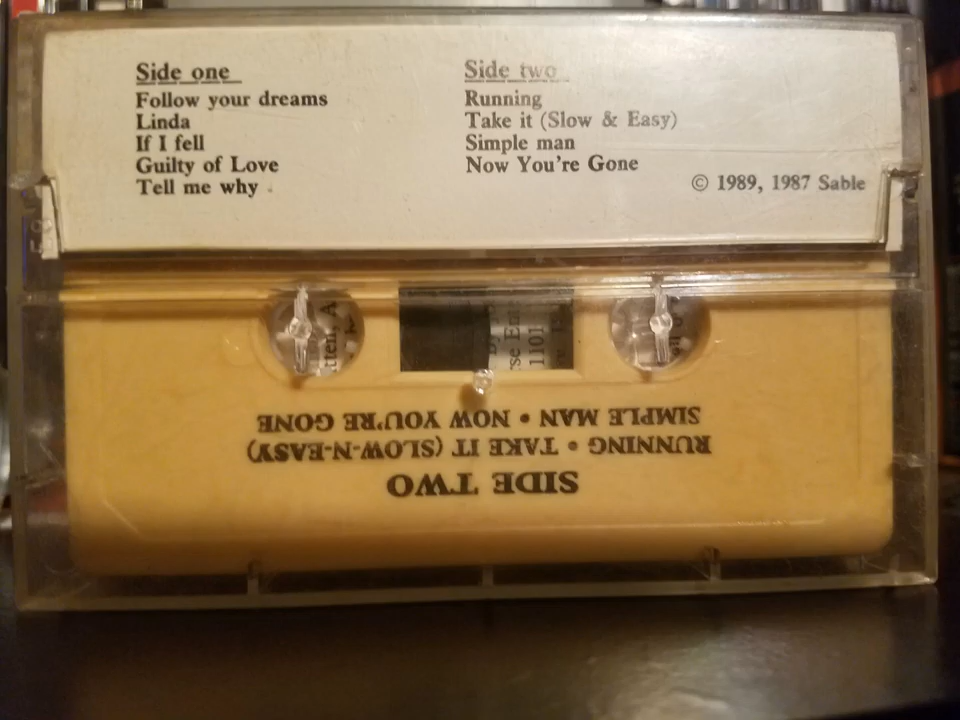 Side one
Follow your dreams
Linda
If I fell
Guilty of Love
Tell me why
Side two
Running
Take it (Slow & Easy)
Simple man
Now You're Gone
© 1989, 1987 Sable
SIDE TWO
RUNNING • TAKE IT (SLOW-N-EASY)
SIMPLE MAN • NOW YOU'RE GONE
1101